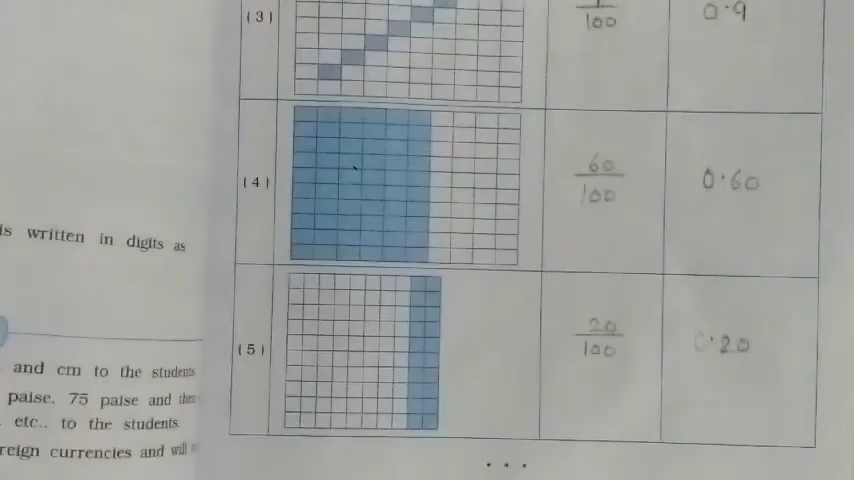 (3)
100
0.9
(4)
60
100
0.60
is written in digits as
(5)
20
100
0.20
and cm to the students
paise, 75 paise and then
etc.. to the students.
reign currencies and will
. . .